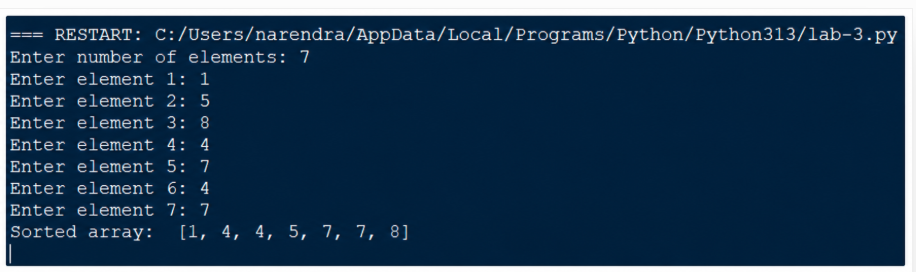 === RESTART: C:/Users/narendra/AppData/Local/Programs/Python/Python313/lab-3.py
Enter number of elements: 7
Enter element 1: 1
Enter element 2: 5
Enter element 3: 8
Enter element 4: 4
Enter element 5: 7
Enter element 6: 4
Enter element 7: 7
Sorted array:  [1, 4, 4, 5, 7, 7, 8]